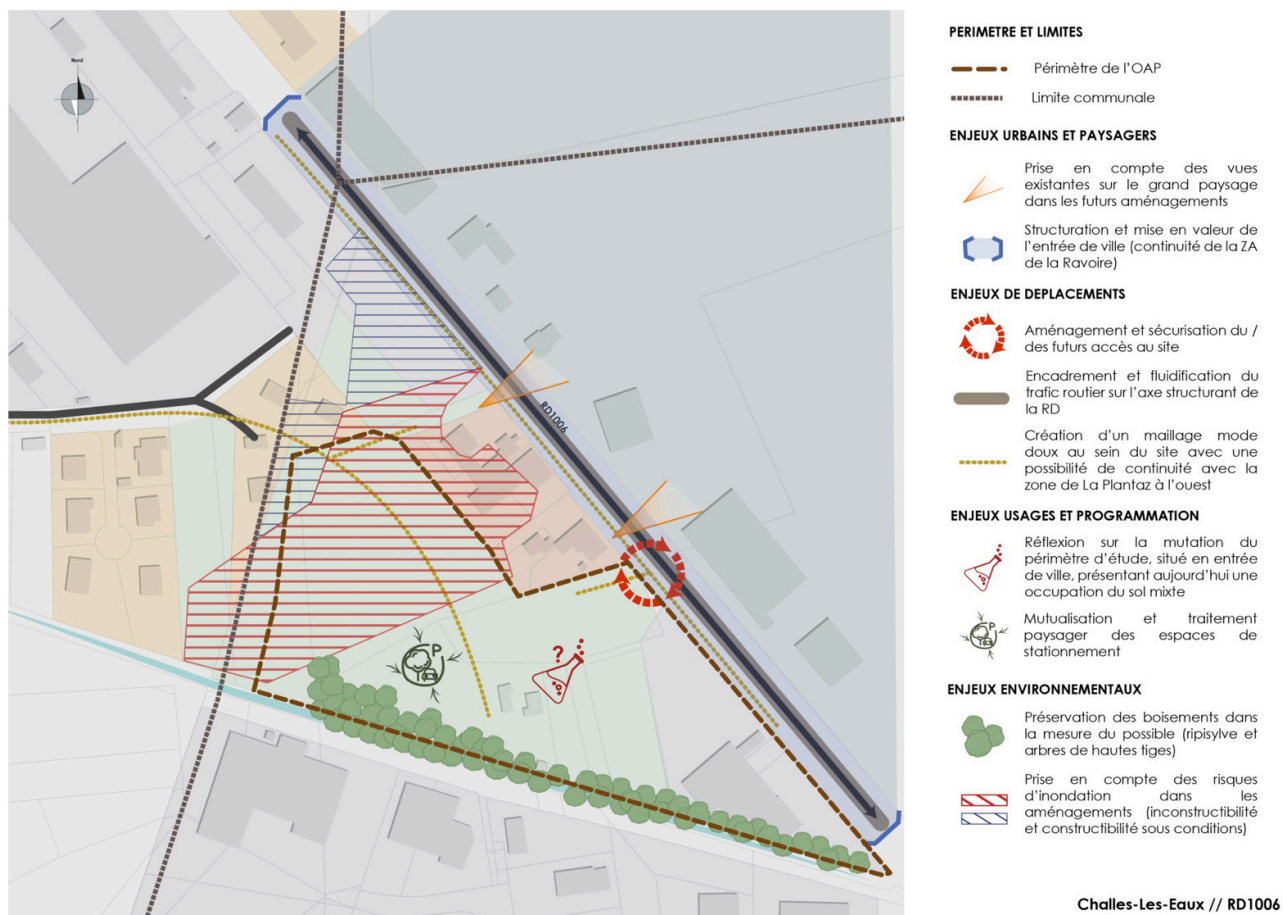 Nord
RD1006
P
?
PERIMETRE ET LIMITES
Périmètre de l'OAP
Limite communale
ENJEUX URBAINS ET PAYSAGERS
Prise en compte des vues
existantes sur le grand paysage
dans les futurs aménagements
Structuration et mise en valeur de
l'entrée de ville (continuité de la ZA
de la Ravoire)
ENJEUX DE DEPLACEMENTS
Aménagement et sécurisation du /
des futurs accès au site
Encadrement et fluidification du
trafic routier sur l'axe structurant de
la RD
Création d'un maillage mode
doux au sein du site avec une
possibilité de continuité avec la
zone de La Plantaz à l'ouest
ENJEUX USAGES ET PROGRAMMATION
Réflexion sur la mutation du
périmètre d'étude, situé en entrée
de ville, présentant aujourd'hui une
occupation du sol mixte
P
Mutualisation et traitement
paysager des espaces de
stationnement
ENJEUX ENVIRONNEMENTAUX
Préservation des boisements dans
la mesure du possible (ripisylve et
arbres de hautes tiges)
Prise en compte des risques
d'inondation dans les
aménagements (inconstructibilité
et constructibilité sous conditions)
Challes-Les-Eaux // RD1006